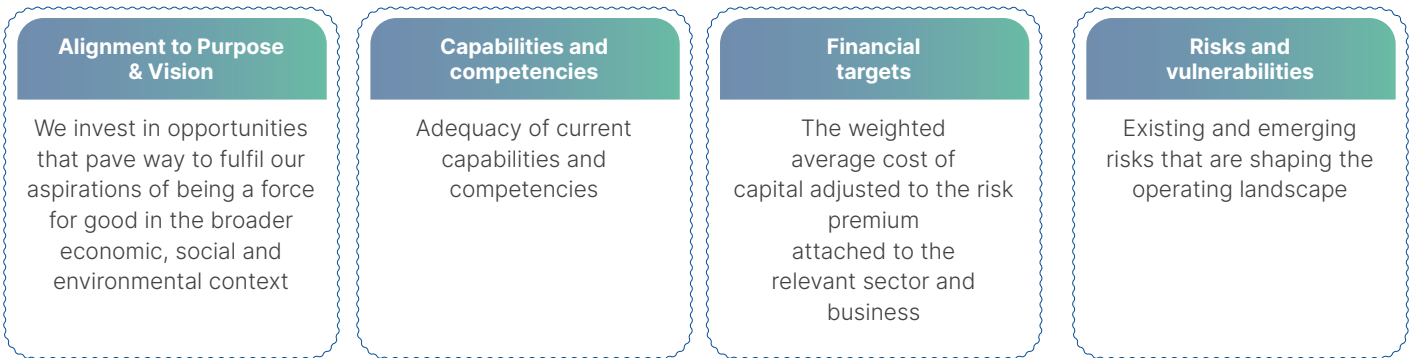 Alignment to Purpose
& Vision
We invest in opportunities
that pave way to fulfil our
aspirations of being a force
for good in the broader
economic, social and
environmental context
Capabilities and
competencies
Adequacy of current
capabilities and
competencies
Financial
targets
The weighted
average cost of
capital adjusted to the risk
premium
attached to the
relevant sector and
business
Risks and
vulnerabilities
Existing and emerging
risks that are shaping the
operating landscape